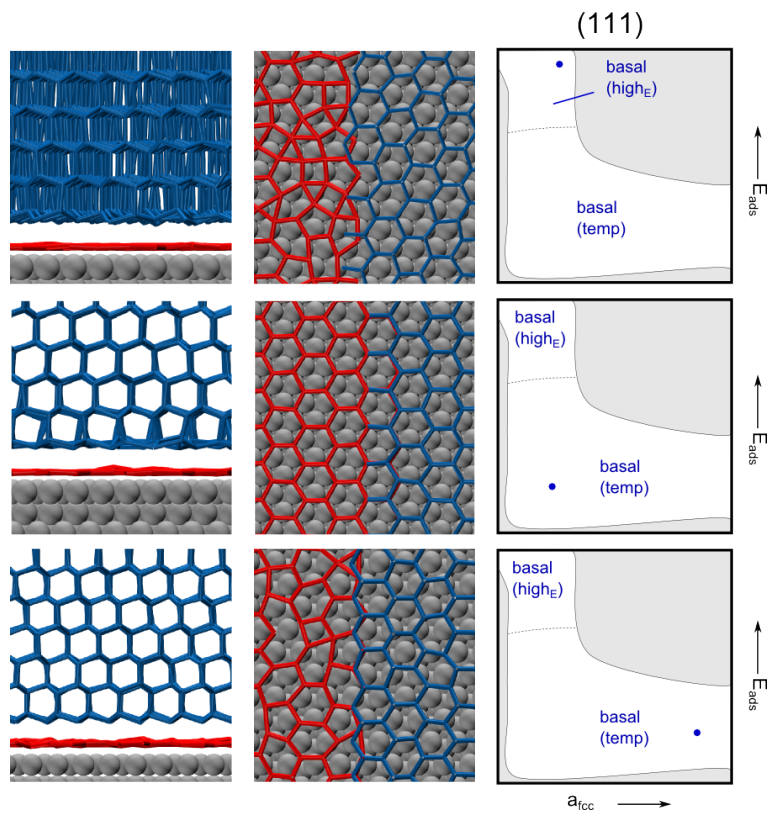 (111)
basal
(high_E)
basal
(temp)
E_ads
basal
(high_E)
basal
(temp)
E_ads
basal
(high_E)
basal
(temp)
E_ads
a_fcc